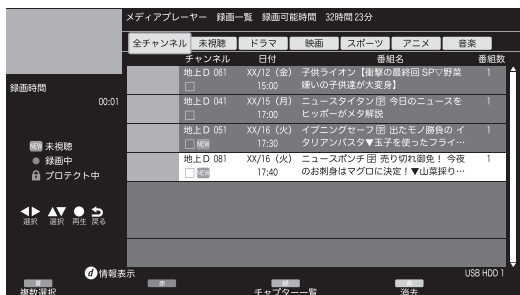 メディアプレーヤー 録画一覧 録画可能時間 32時間23分
全チャンネル 未視聴 ドラマ 映画 スポーツ アニメ 音楽
チャンネル 日付 番組名 番組数
地上D 061 XX/12(金) 子供ライオン【衝撃の最終回SP▽野菜 1
15:00 嫌いの子供達が大変身】
地上D 041 XX/15(月) ニュースタイタン字 今日のニュースを 1
17:00 ヒッポーがメタ解説
地上D 051 XX/16(火) イブニングセーフ字 出たモノ勝負の イ 1
NEW 17:30 タリアンパスタ▼玉子を使ったフライ…
地上D 081 XX/16(火) ニュースポンチ字 売り切れ御免! 今夜 1
NEW 17:40 のお刺身はマグロに決定!▼山菜採り…
録画時間
00:01
NEW 未視聴
録画中
プロテクト中
選択 選択 再生 戻る
d 情報表示 USB HDD 1
青 赤 緑 黄
複数選択 チャプター一覧 消去